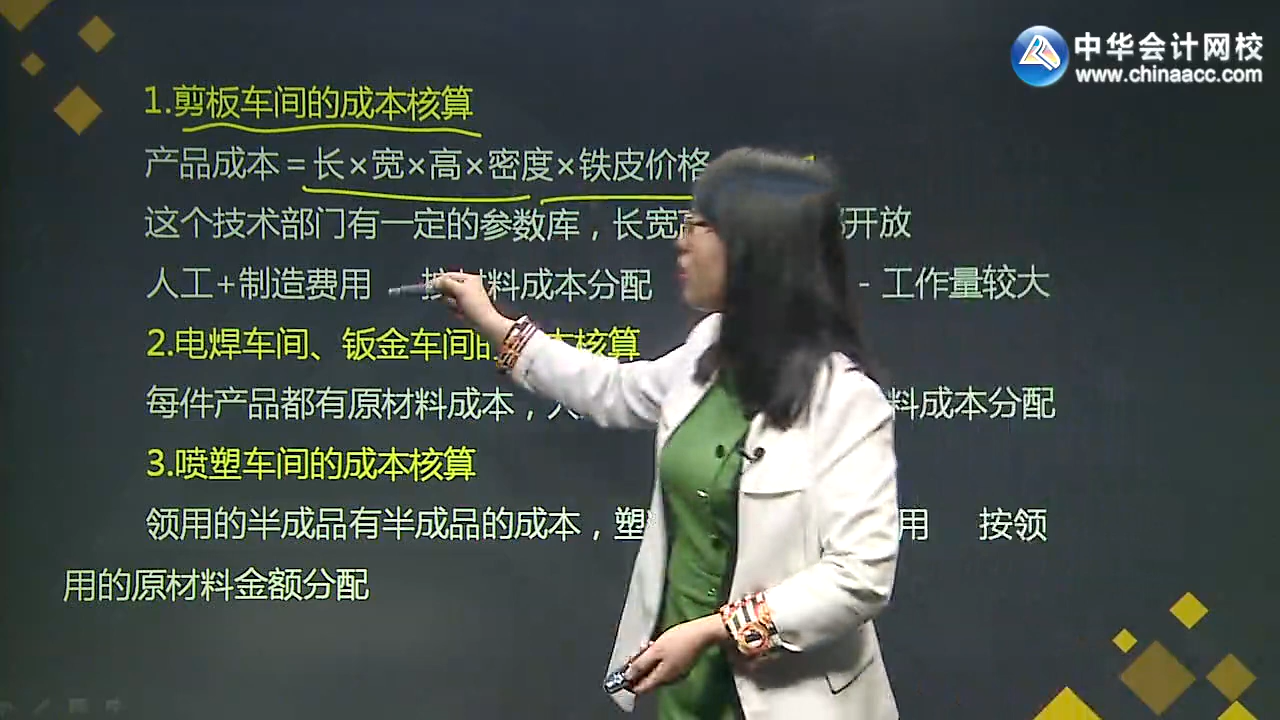 中华会计网校
www.chinaacc.com
1.剪板车间的成本核算
产品成本=长×宽×高×密度×铁皮价格
这个技术部门有一定的参数库，长宽 开放
人工+制造费用 按材料成本分配 - 工作量较大
2.电焊车间、钣金车间的 本核算
每件产品都有原材料成本， 料成本分配
3.喷塑车间的成本核算
领用的半成品有半成品的成本， 用 按领
用的原材料金额分配